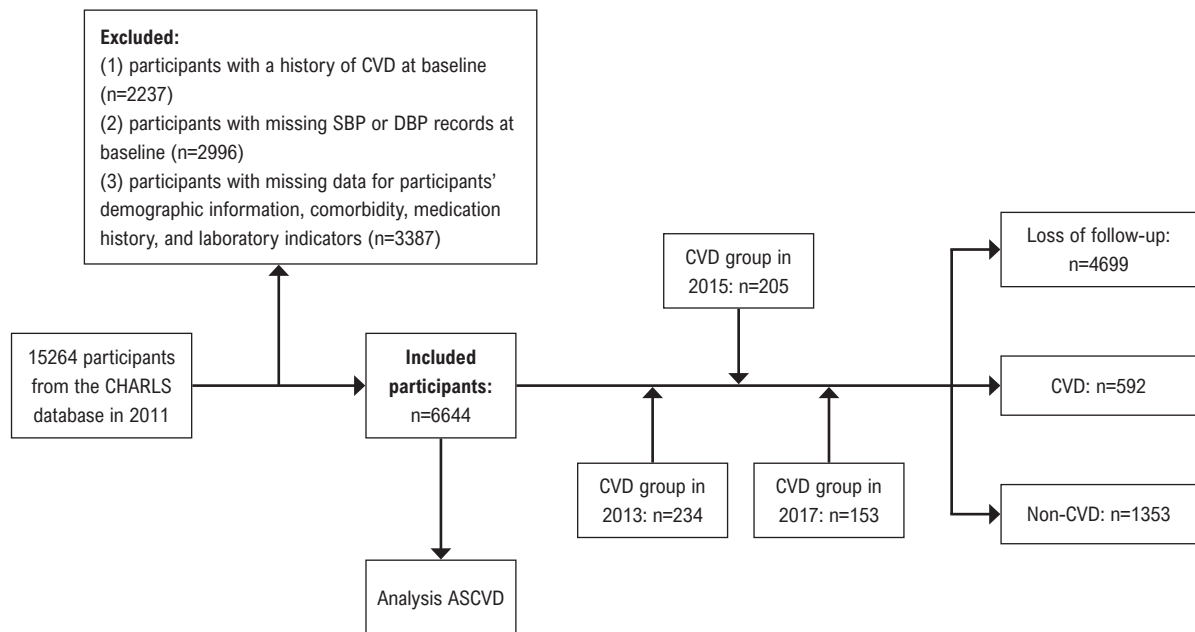 Excluded:
(1) participants with a history of CVD at baseline
(n=2237)
(2) participants with missing SBP or DBP records at
baseline (n=2996)
(3) participants with missing data for participants’
demographic information, comorbidity, medication
history, and laboratory indicators (n=3387)
15264 participants
from the CHARLS
database in 2011
Included
participants:
n=6644
Analysis ASCVD
CVD group in
2013: n=234
CVD group in
2015: n=205
CVD group in
2017: n=153
Loss of follow-up:
n=4699
CVD: n=592
Non-CVD: n=1353